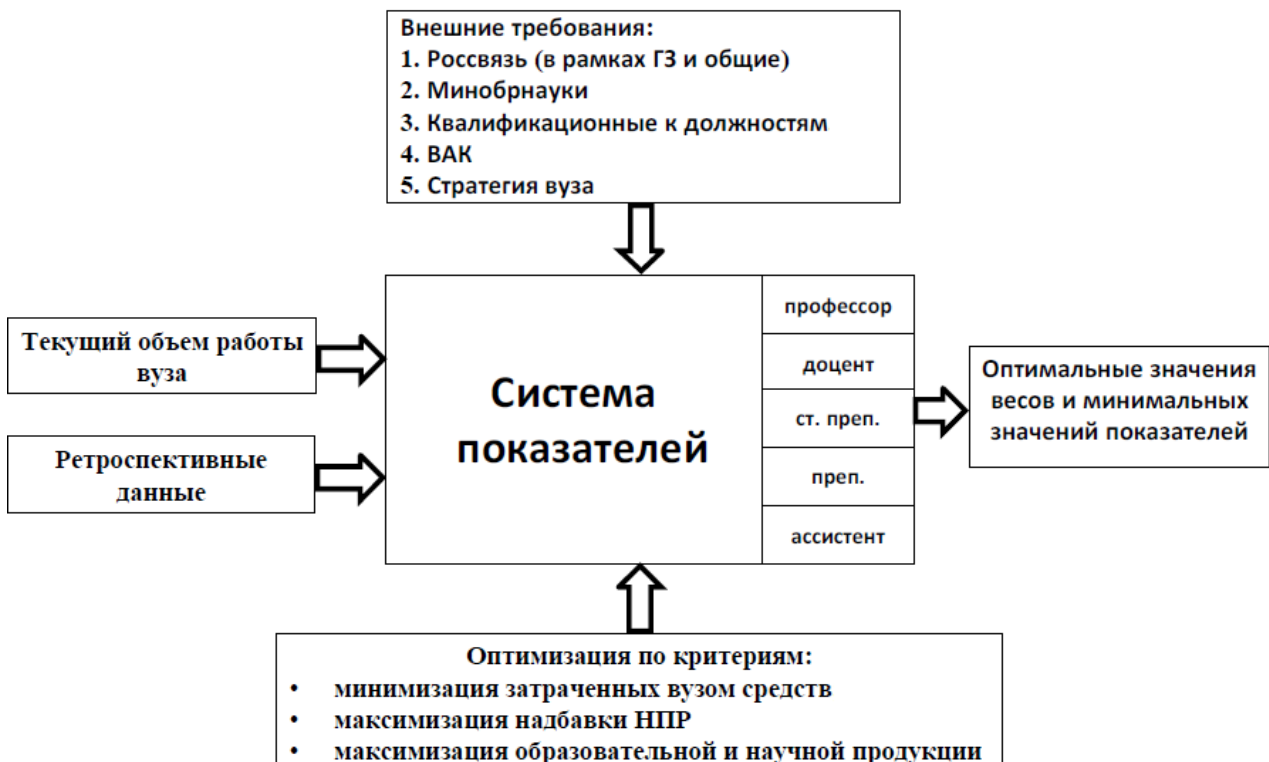 Внешние требования:
1. Россвязь (в рамках ГЗ и общие)
2. Минобрнауки
3. Квалификационные к должностям
4. ВАК
5. Стратегия вуза
Текущий объем работы
вуза
Ретроспективные
данные
Система
показателей
профессор
доцент
ст. преп.
преп.
ассистент
Оптимальные значения
весов и минимальных
значений показателей
Оптимизация по критериям:
• минимизация затраченных вузом средств
• максимизация надбавки НПР
• максимизация образовательной и научной продукции